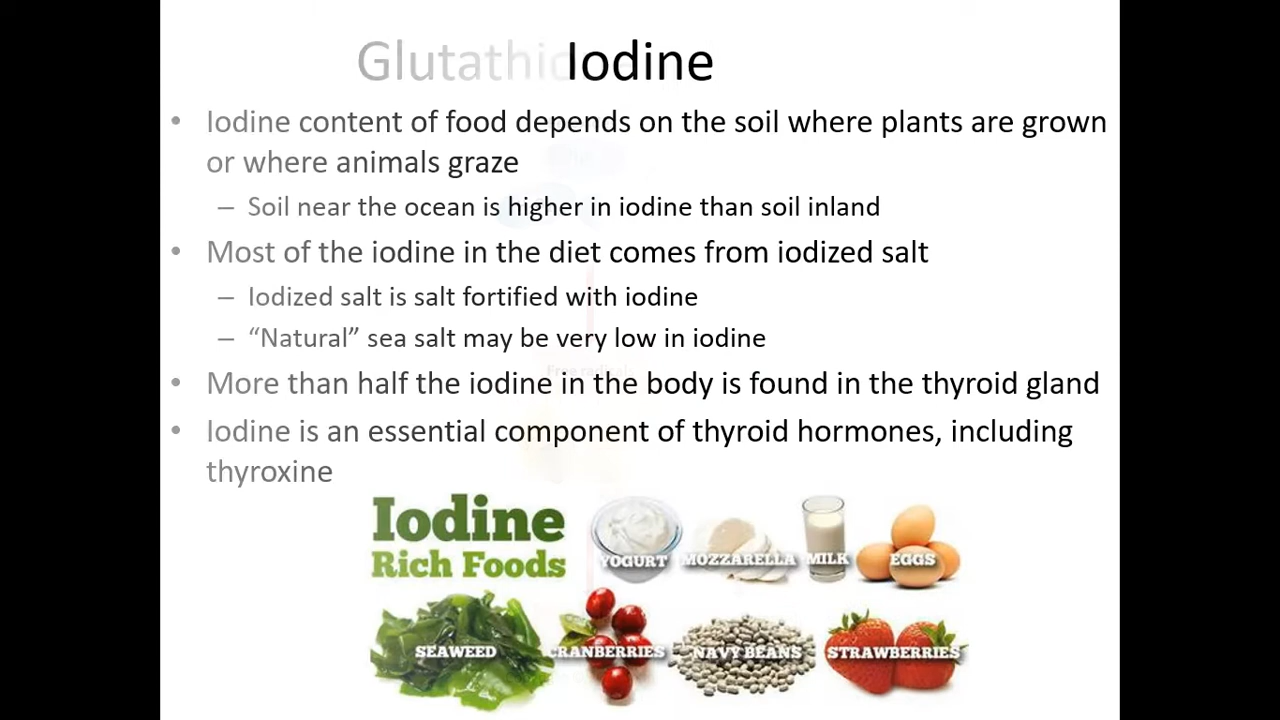 Glutathio Iodine
• Iodine content of food depends on the soil where plants are grown
or where animals graze
– Soil near the ocean is higher in iodine than soil inland
• Most of the iodine in the diet comes from iodized salt
– Iodized salt is salt fortified with iodine
– “Natural” sea salt may be very low in iodine
• More than half the iodine in the body is found in the thyroid gland
• Iodine is an essential component of thyroid hormones, including
thyroxine
Iodine
Rich Foods
YOGURT MOZZARELLA MILK EGGS
SEAWEED CRANBERRIES NAVY BEANS STRAWBERRIES